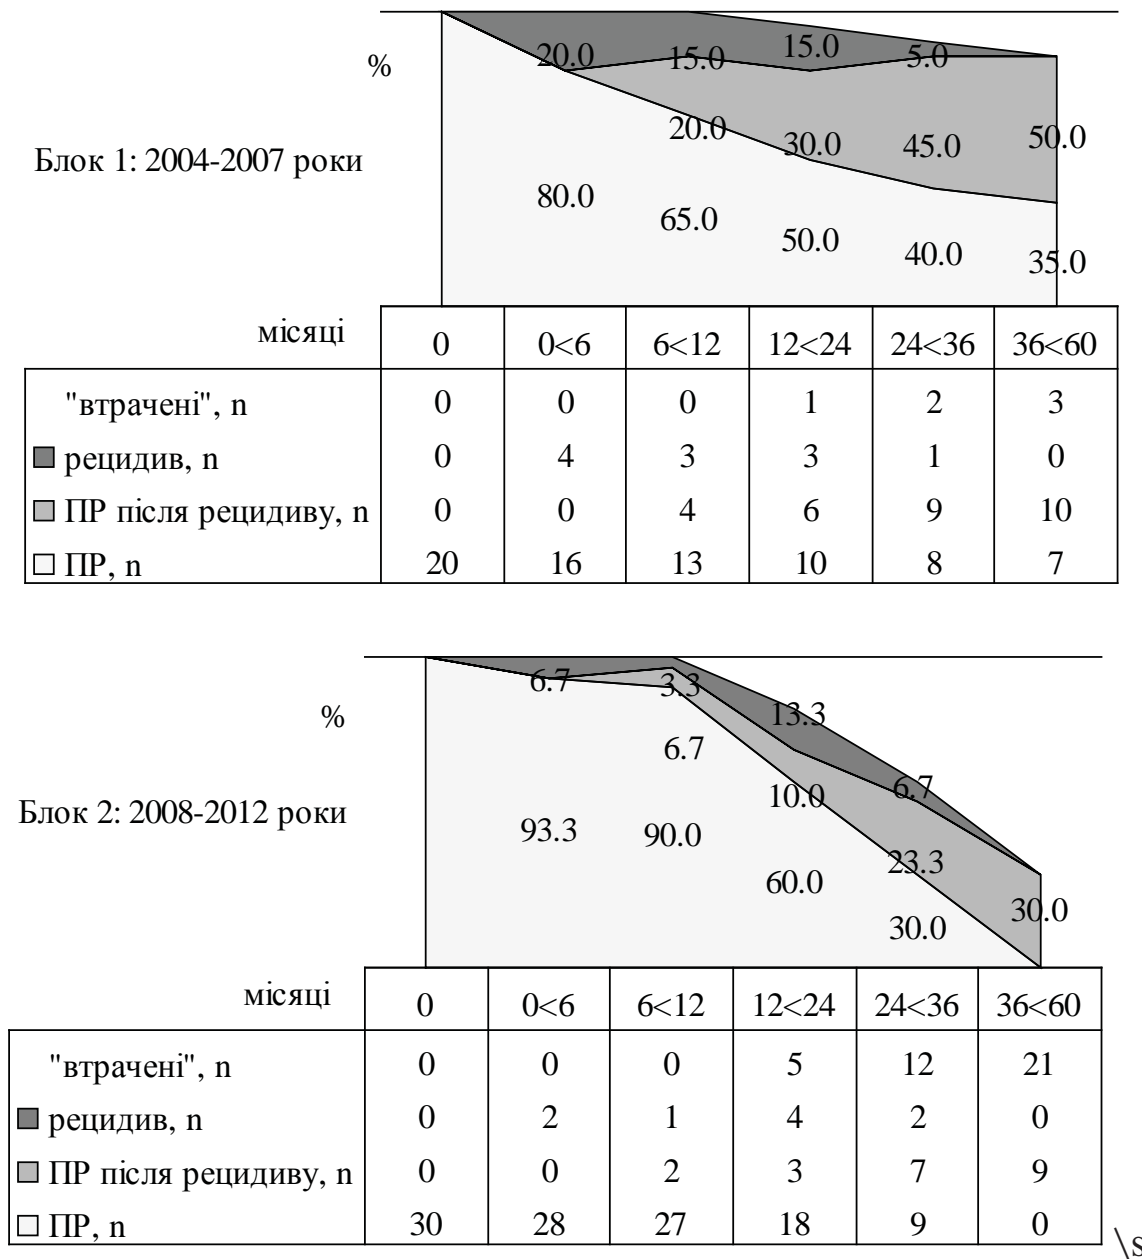 20.0 15.0 15.0 5.0
%
20.0 30.0 45.0 50.0
Блок 1: 2004-2007 роки
80.0 65.0 50.0 40.0 35.0
місяці 0 0<6 6<12 12<24 24<36 36<60
"втрачені", n 0 0 0 1 2 3
рецидив, n 0 4 3 3 1 0
ПР після рецидиву, n 0 0 4 6 9 10
ПР, n 20 16 13 10 8 7
6.7 3.3 13.3 6.7
%
6.7 10.0 23.3 30.0
Блок 2: 2008-2012 роки
93.3 90.0 60.0 30.0
місяці 0 0<6 6<12 12<24 24<36 36<60
"втрачені", n 0 0 0 5 12 21
рецидив, n 0 2 1 4 2 0
ПР після рецидиву, n 0 0 2 3 7 9
ПР, n 30 28 27 18 9 0
\s